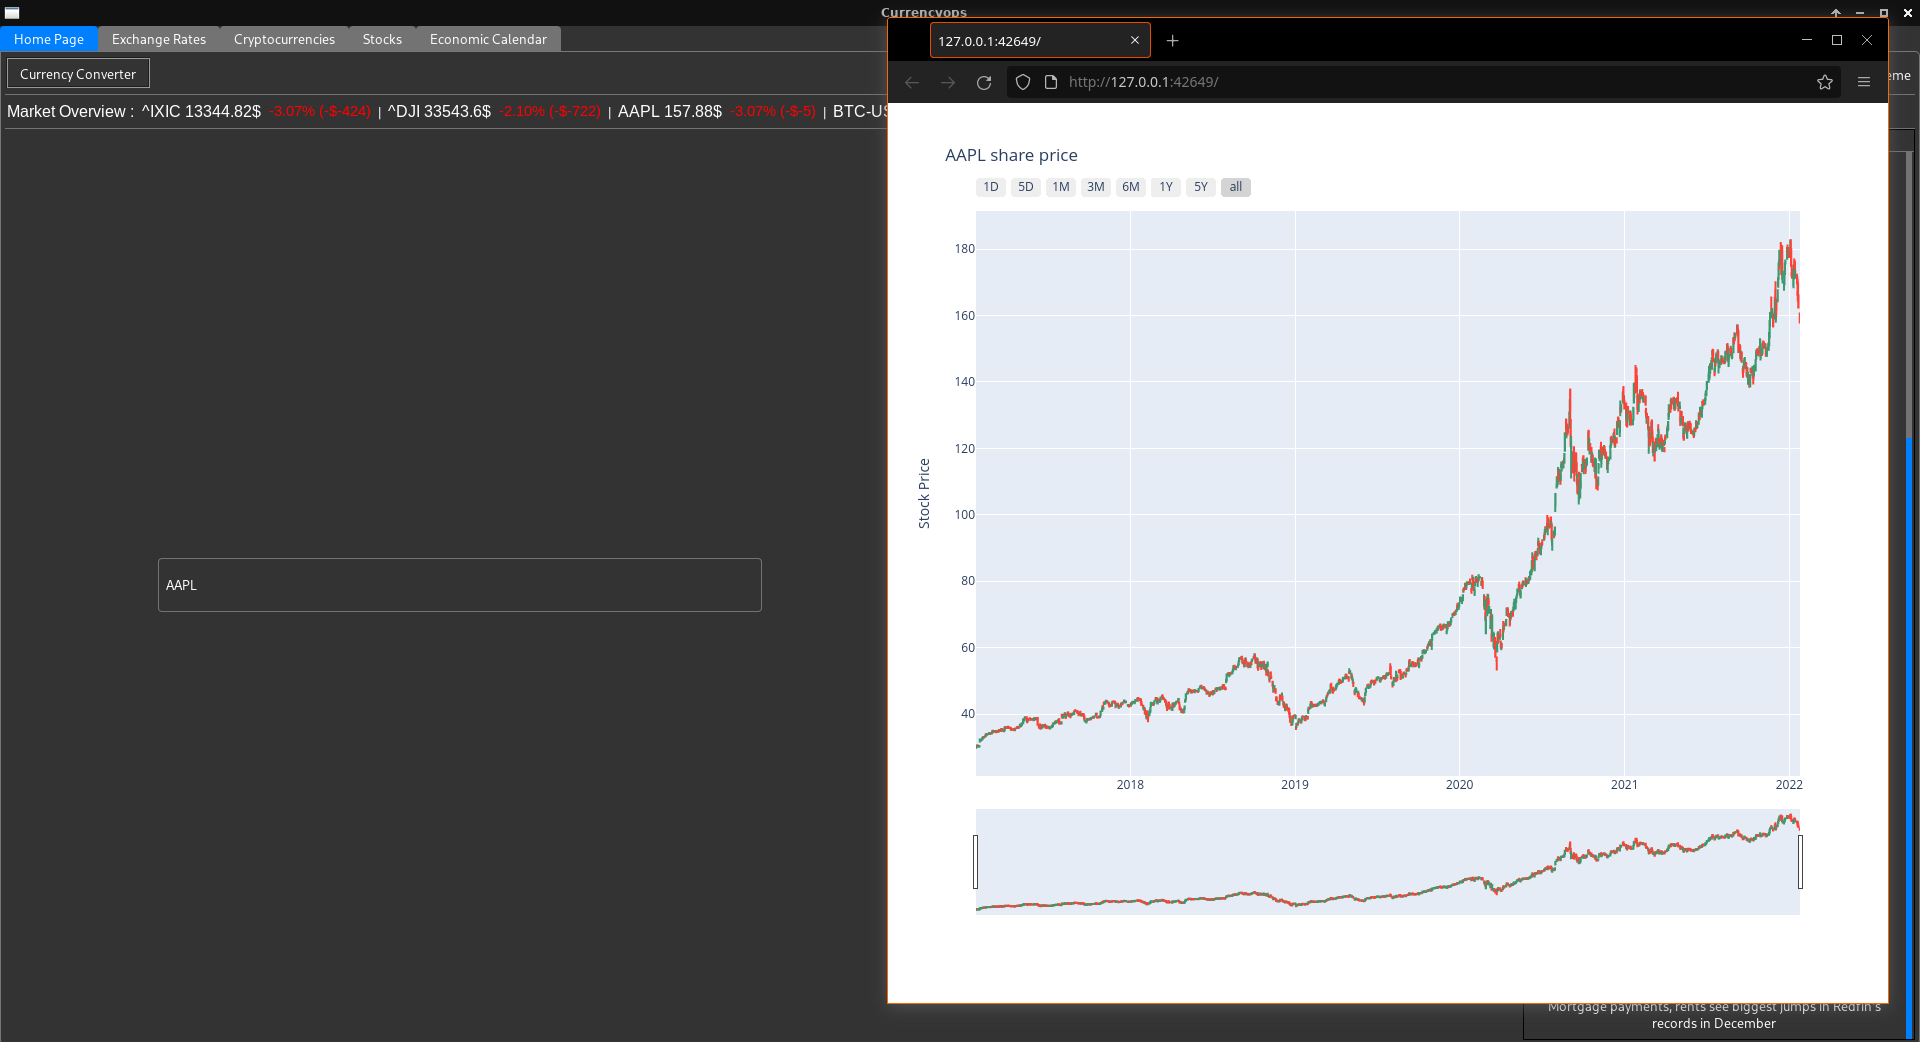 Currencyops
Home Page Exchange Rates Cryptocurrencies Stocks Economic Calendar
Currency Converter
Market Overview : ^IXIC 13344.82$ -3.07% (-$-424) | ^DJI 33543.6$ -2.10% (-$-722) | AAPL 157.88$ -3.07% (-$-5) | BTC-US
AAPL
127.0.0.1:42649/
http://127.0.0.1:42649/
eme
AAPL share price
1D 5D 1M 3M 6M 1Y 5Y all
Stock Price
180
160
140
120
100
80
60
40
2018 2019 2020 2021 2022
Mortgage payments, rents see biggest jumps in Redfin's
records in December